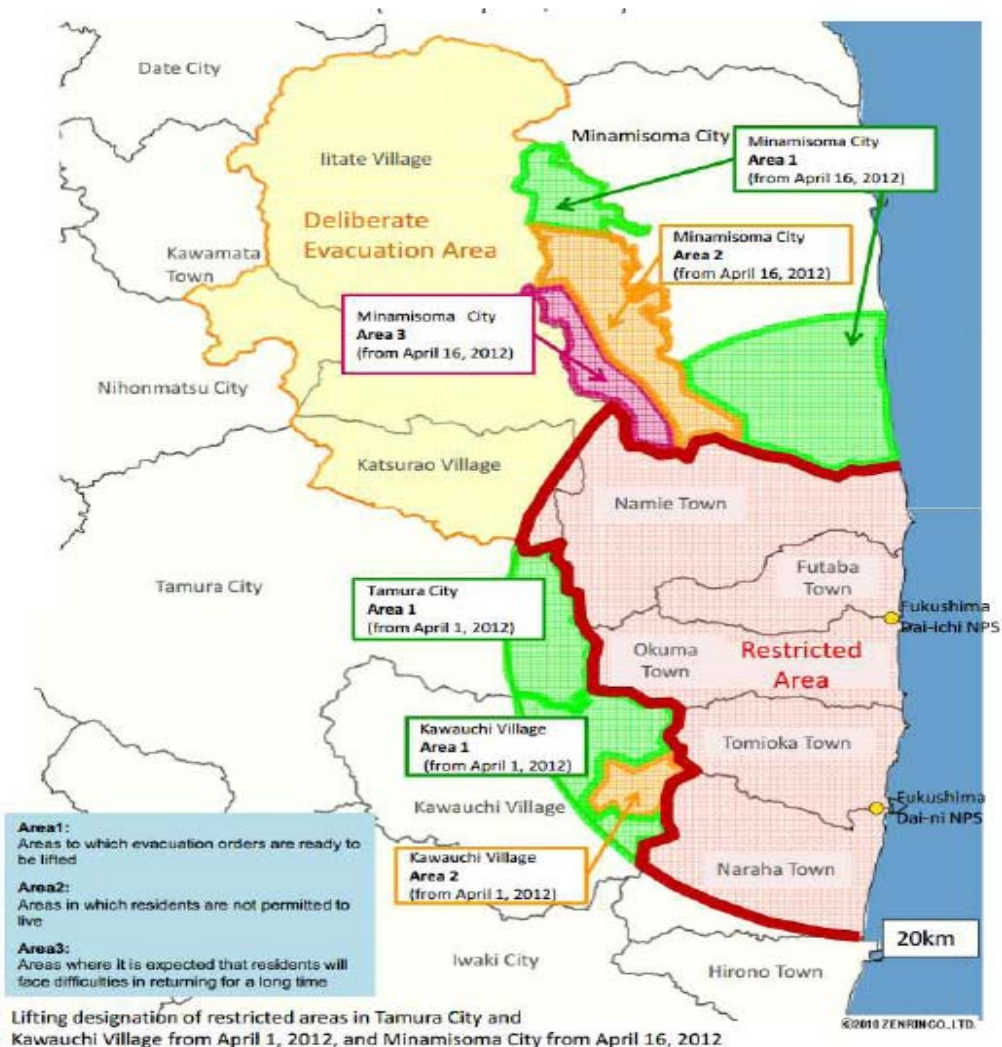 Date City
Minamisoma City
Minamisoma City
Area 1
(from April 16, 2012)
Iitate Village
Deliberate
Evacuation Area
Kawamata
Town
Minamisoma City
Area 2
(from April 16, 2012)
Minamisoma City
Area 3
(from April 16, 2012)
Nihonmatsu City
Katsurao Village
Namie Town
Futaba
Town
Tamura City
Tamura City
Area 1
(from April 1, 2012)
Fukushima
Dai-ichi NPS
Okuma
Town
Restricted
Area
Kawauchi Village
Area 1
(from April 1, 2012)
Tomioka Town
Kawauchi Village
Fukushima
Dai-ni NPS
Kawauchi Village
Area 2
(from April 1, 2012)
Naraha Town
20km
Iwaki City
Hirono Town
Area1:
Areas to which evacuation orders are ready to
be lifted
Area2:
Areas in which residents are not permitted to
live
Area3:
Areas where it is expected that residents will
face difficulties in returning for a long time
©2010 ZENRIN CO., LTD.
Lifting designation of restricted areas in Tamura City and
Kawauchi Village from April 1, 2012, and Minamisoma City from April 16, 2012